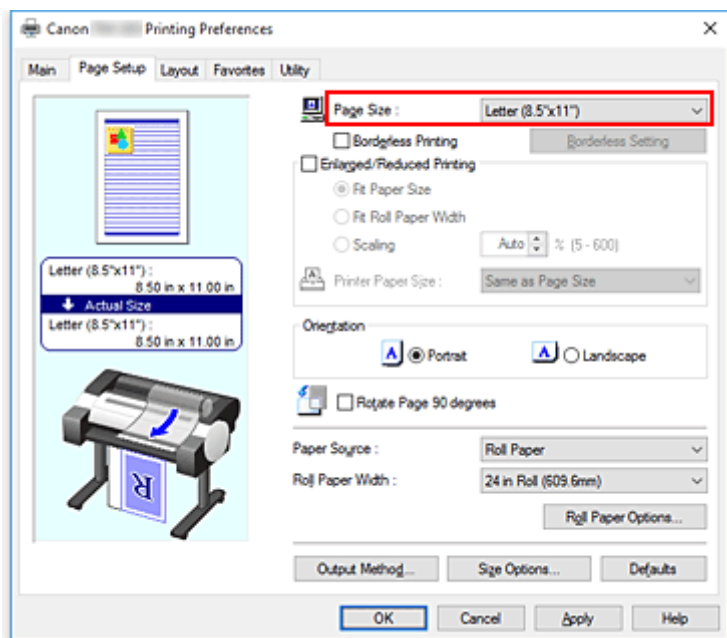 Canon Printing Preferences
Main Page Setup Layout Favorites Utility
Page Size : Letter (8.5"x11")
Borderless Printing Borderless Setting
Enlarged/Reduced Printing
Fit Paper Size
Fit Roll Paper Width
Scaling Auto % (5 - 600)
Printer Paper Size : Same as Page Size
Letter (8.5"x11") :
8.50 in x 11.00 in
Actual Size
Letter (8.5"x11") :
8.50 in x 11.00 in
Orientation
A Portrait A Landscape
Rotate Page 90 degrees
Paper Source : Roll Paper
Roll Paper Width : 24 in Roll (609.6mm)
R
Roll Paper Options...
Output Method... Size Options... Defaults
OK Cancel Apply Help